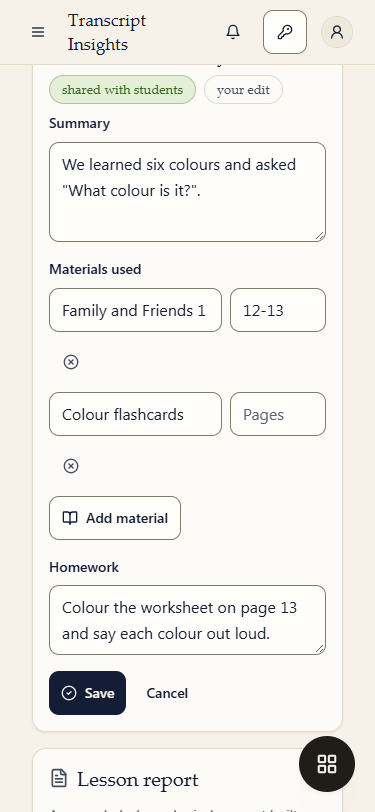 Transcript
Insights
shared with students
your edit
Summary
We learned six colours and asked
"What colour is it?".
Materials used
Family and Friends 1
12-13
Colour flashcards
Pages
Add material
Homework
Colour the worksheet on page 13
and say each colour out loud.
Save
Cancel
Lesson report